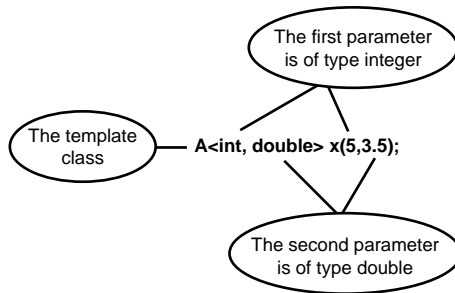 The first parameter
is of type integer
The template
class
A<int, double> x(5,3.5);
The second parameter
is of type double